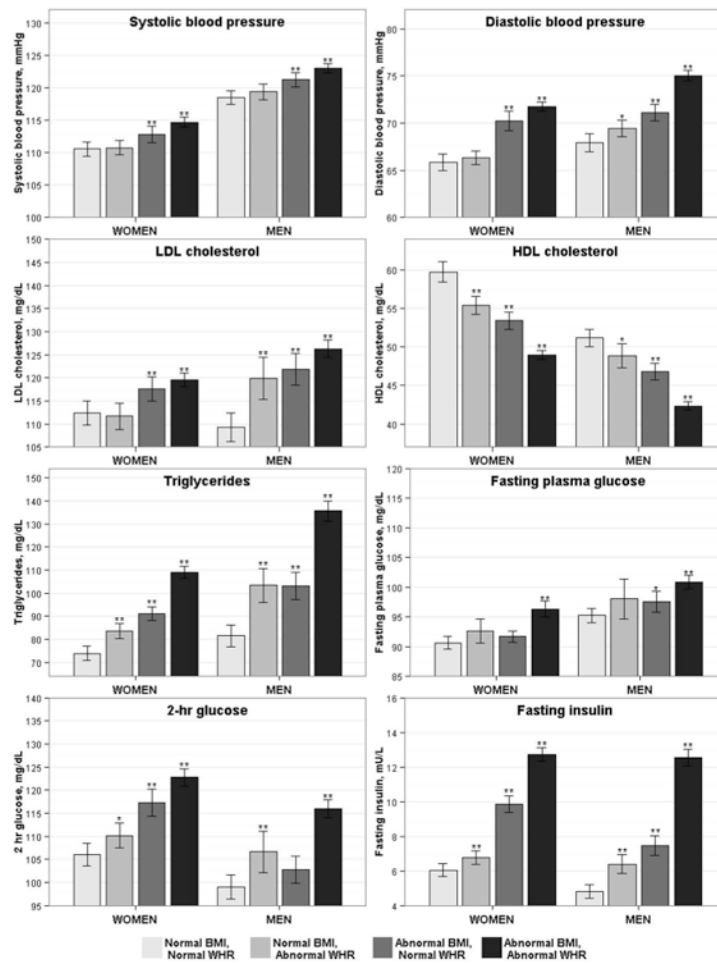 Systolic blood pressure
Systolic blood pressure, mmHg
130
125
120
115
110
105
100
**
**
**
**
WOMEN
MEN
Diastolic blood pressure
Diastolic blood pressure, mmHg
80
75
70
65
60
**
**
*
**
**
WOMEN
MEN
LDL cholesterol
LDL cholesterol, mg/dL
150
145
140
135
130
125
120
115
110
105
**
**
**
**
**
WOMEN
MEN
HDL cholesterol
HDL cholesterol, mg/dL
60
55
50
45
40
**
**
**
*
**
**
WOMEN
MEN
Triglycerides
Triglycerides, mg/dL
150
140
130
120
110
100
90
80
70
**
**
**
**
**
**
WOMEN
MEN
Fasting plasma glucose
Fasting plasma glucose, mg/dL
120
115
110
105
100
95
90
85
**
*
**
WOMEN
MEN
2-hr glucose
2 hr glucose, mg/dL
140
135
130
125
120
115
110
105
100
95
*
**
**
**
**
WOMEN
MEN
Fasting insulin
Fasting insulin, mU/L
16
14
12
10
8
6
4
**
**
**
**
**
**
WOMEN
MEN
Normal BMI,
Normal WHR
Normal BMI,
Abnormal WHR
Abnormal BMI,
Normal WHR
Abnormal BMI,
Abnormal WHR